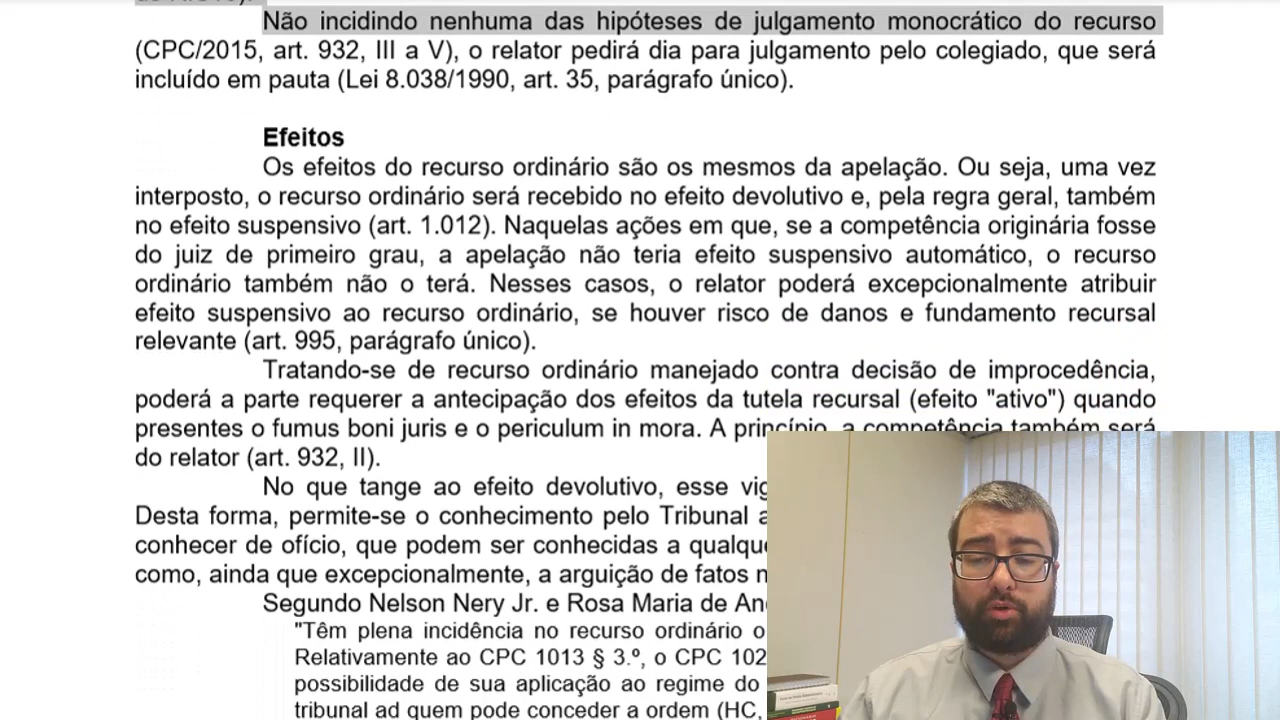 Não incidindo nenhuma das hipóteses de julgamento monocrático do recurso
(CPC/2015, art. 932, III a V), o relator pedirá dia para julgamento pelo colegiado, que será
incluído em pauta (Lei 8.038/1990, art. 35, parágrafo único).
Efeitos
Os efeitos do recurso ordinário são os mesmos da apelação. Ou seja, uma vez
interposto, o recurso ordinário será recebido no efeito devolutivo e, pela regra geral, também
no efeito suspensivo (art. 1.012). Naquelas ações em que, se a competência originária fosse
do juiz de primeiro grau, a apelação não teria efeito suspensivo automático, o recurso
ordinário também não o terá. Nesses casos, o relator poderá excepcionalmente atribuir
efeito suspensivo ao recurso ordinário, se houver risco de danos e fundamento recursal
relevante (art. 995, parágrafo único).
Tratando-se de recurso ordinário manejado contra decisão de improcedência,
poderá a parte requerer a antecipação dos efeitos da tutela recursal (efeito "ativo") quando
presentes o fumus boni juris e o periculum in mora. A princípio, a competência também será
do relator (art. 932, II).
No que tange ao efeito devolutivo, esse
Desta forma, permite-se o conhecimento pelo Tribunal
conhecer de ofício, que podem ser conhecidas a
como, ainda que excepcionalmente, a arguição de fatos
Segundo Nelson Nery Jr. e Rosa Maria de
"Têm plena incidência no recurso ordinário
Relativamente ao CPC 1013 § 3.º, o CPC
possibilidade de sua aplicação ao regime do
tribunal ad quem pode conceder a ordem (HC,